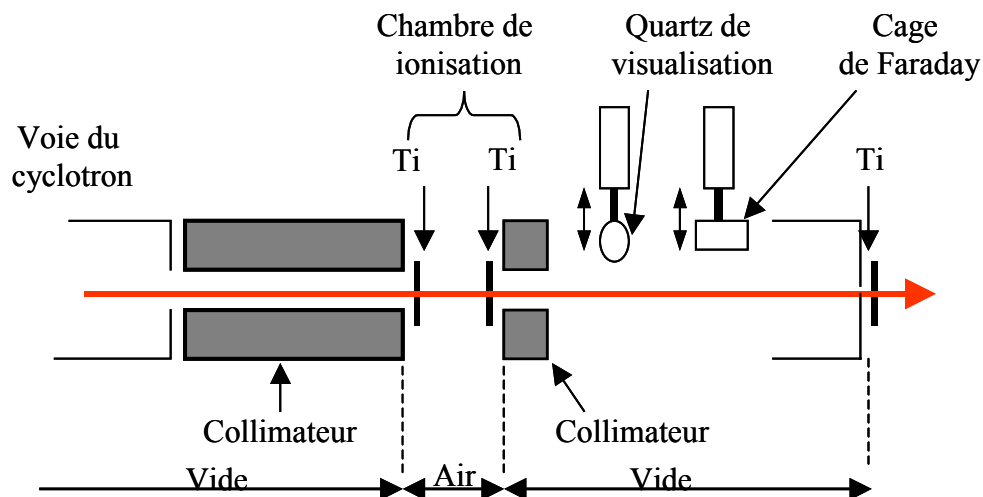 Chambre de
ionisation
Quartz de
visualisation
Cage
de Faraday
Voie du
cyclotron
Ti
Ti
Ti
Collimateur
Collimateur
Vide
Air
Vide